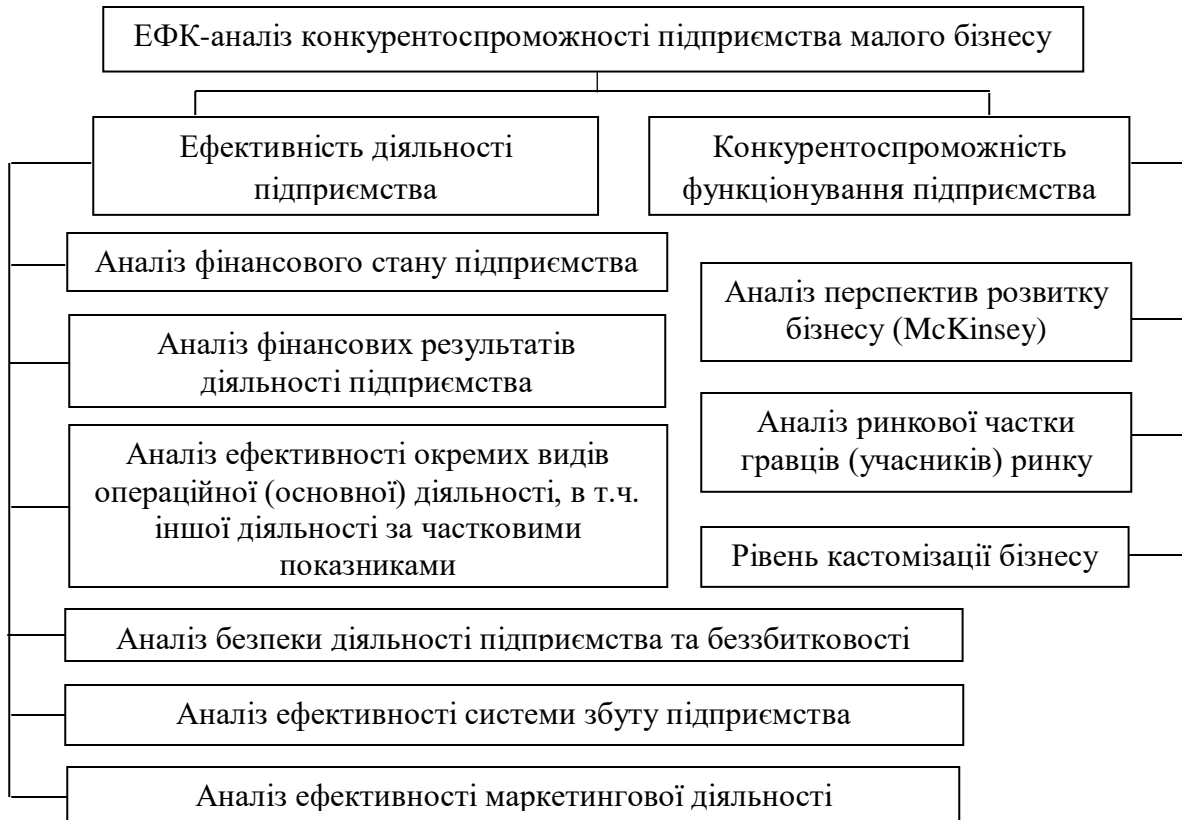 ЕФК-аналіз конкурентоспроможності підприємства малого бізнесу
Ефективність діяльності
підприємства
Конкурентоспроможність
функціонування підприємства
Аналіз фінансового стану підприємства
Аналіз фінансових результатів
діяльності підприємства
Аналіз ефективності окремих видів
операційної (основної) діяльності, в т.ч.
іншої діяльності за частковими
показниками
Аналіз безпеки діяльності підприємства та беззбитковості
Аналіз ефективності системи збуту підприємства
Аналіз ефективності маркетингової діяльності
Аналіз перспектив розвитку
бізнесу (McKinsey)
Аналіз ринкової частки
гравців (учасників) ринку
Рівень кастомізації бізнесу